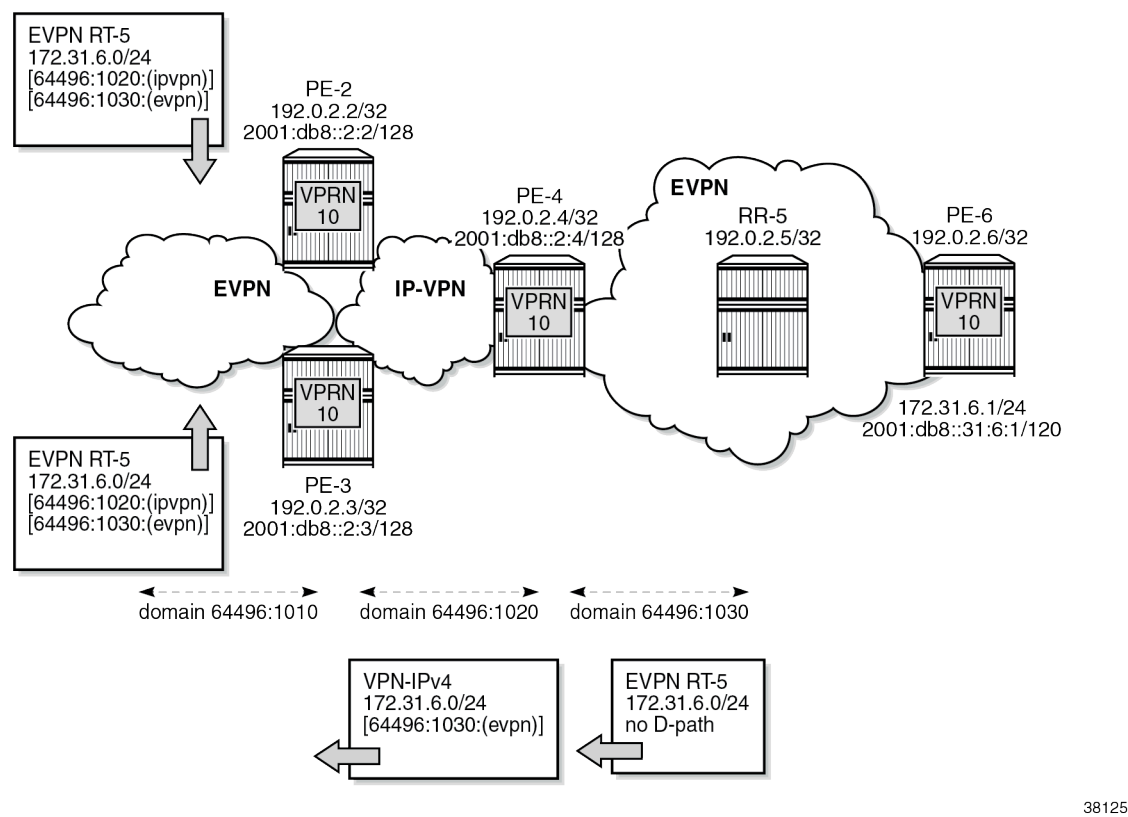 EVPN RT-5
172.31.6.0/24
[64496:1020:(ipvpn)]
[64496:1030:(evpn)]
PE-2
192.0.2.2/32
2001:db8::2:2/128
VPRN
10
EVPN
IP-VPN
PE-4
192.0.2.4/32
2001:db8::2:4/128
VPRN
10
EVPN
RR-5
192.0.2.5/32
PE-6
192.0.2.6/32
VPRN
10
172.31.6.1/24
2001:db8::31:6:1/120
VPRN
10
PE-3
192.0.2.3/32
2001:db8::2:3/128
EVPN RT-5
172.31.6.0/24
[64496:1020:(ipvpn)]
[64496:1030:(evpn)]
domain 64496:1010
domain 64496:1020
domain 64496:1030
VPN-IPv4
172.31.6.0/24
[64496:1030:(evpn)]
EVPN RT-5
172.31.6.0/24
no D-path
38125